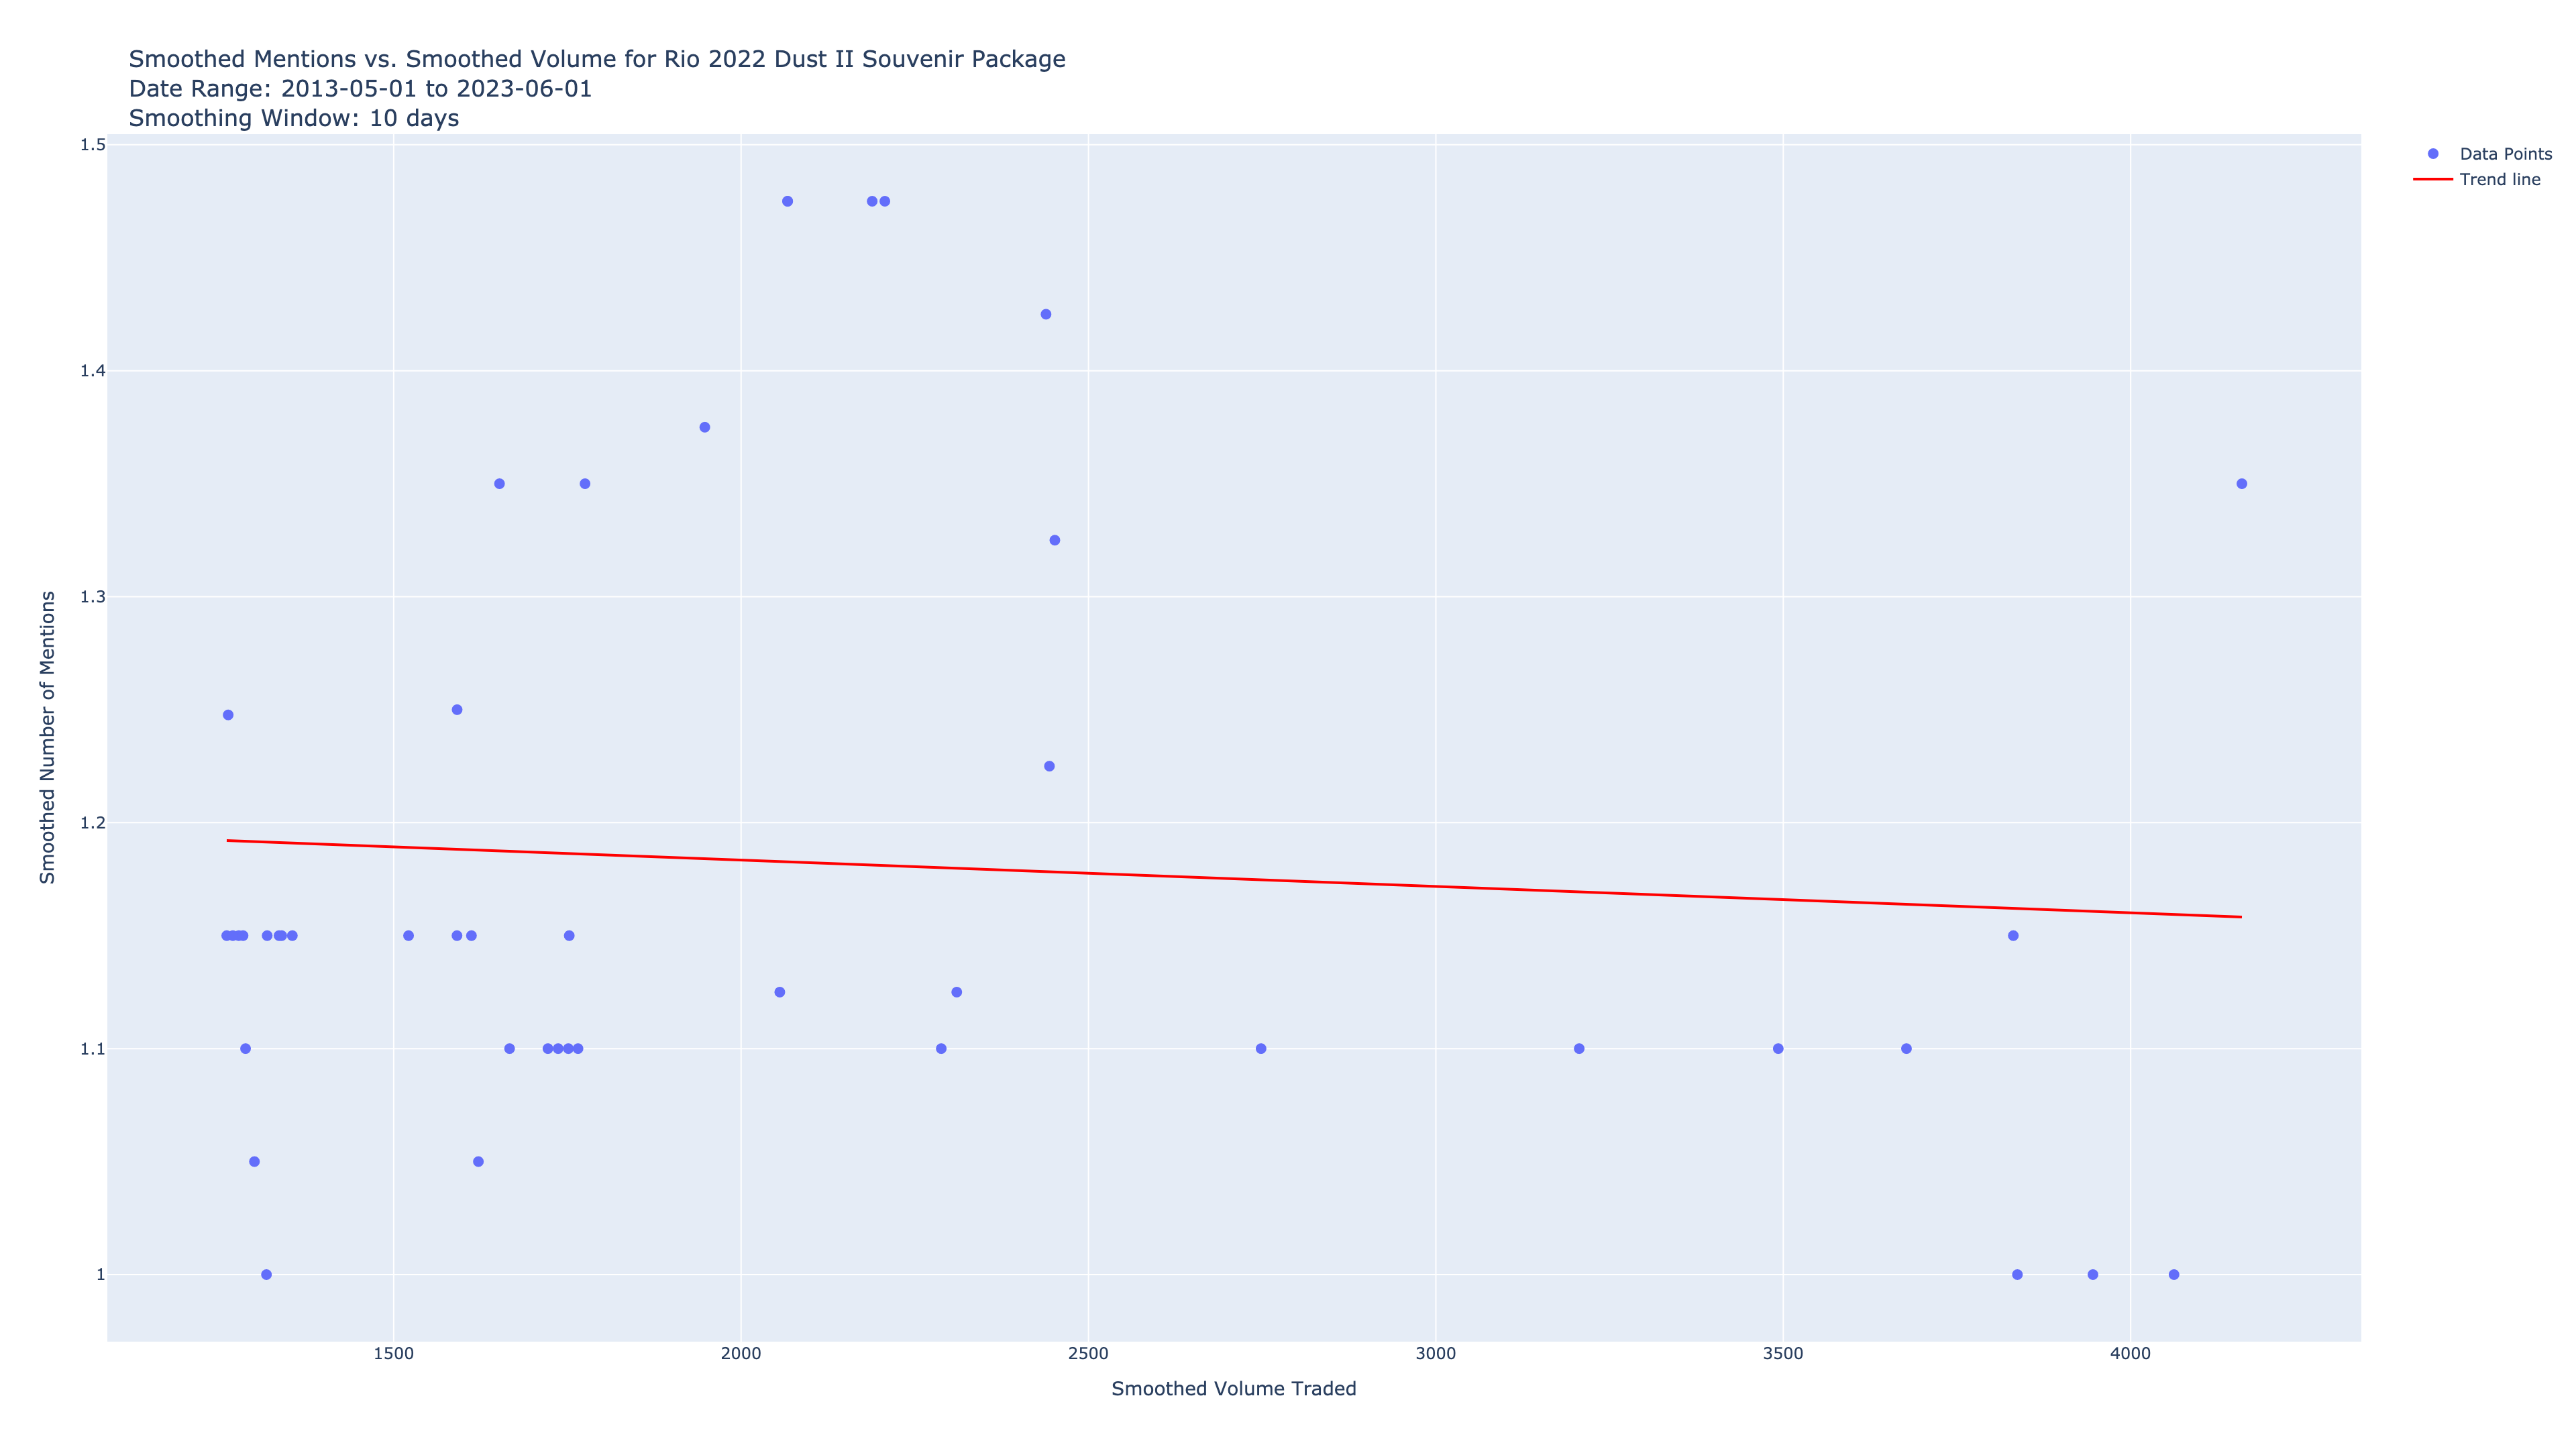 Smoothed Mentions vs. Smoothed Volume for Rio 2022 Dust II Souvenir Package
Date Range: 2013-05-01 to 2023-06-01
Smoothing Window: 10 days
Data Points
Trend line
Smoothed Number of Mentions
1.5
1.4
1.3
1.2
1.1
1
1500
2000
2500
3000
3500
4000
Smoothed Volume Traded